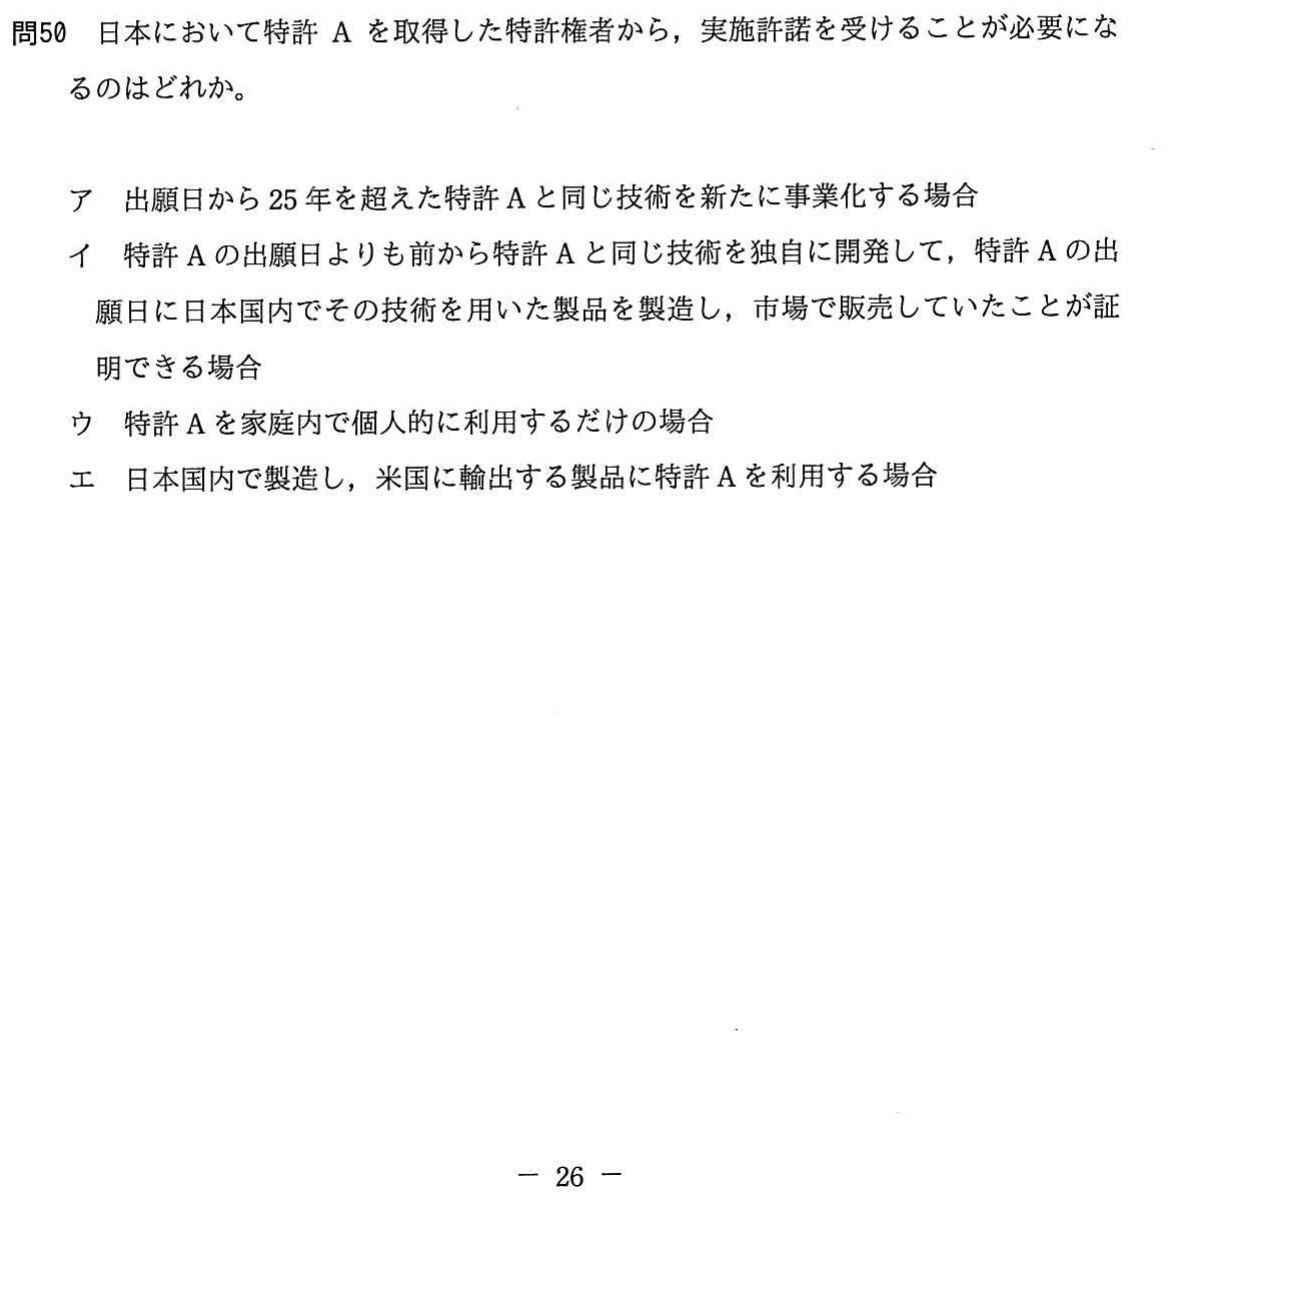 問50 日本において特許 A を取得した特許権者から，実施許諾を受けることが必要にな
るのはどれか。
ア 出願日から 25 年を超えた特許 A と同じ技術を新たに事業化する場合
イ 特許 A の出願日よりも前から特許 A と同じ技術を独自に開発して，特許 A の出
願日に日本国内でその技術を用いた製品を製造し，市場で販売していたことが証
明できる場合
ウ 特許 A を家庭内で個人的に利用するだけの場合
エ 日本国内で製造し，米国に輸出する製品に特許 A を利用する場合
－ 26 －